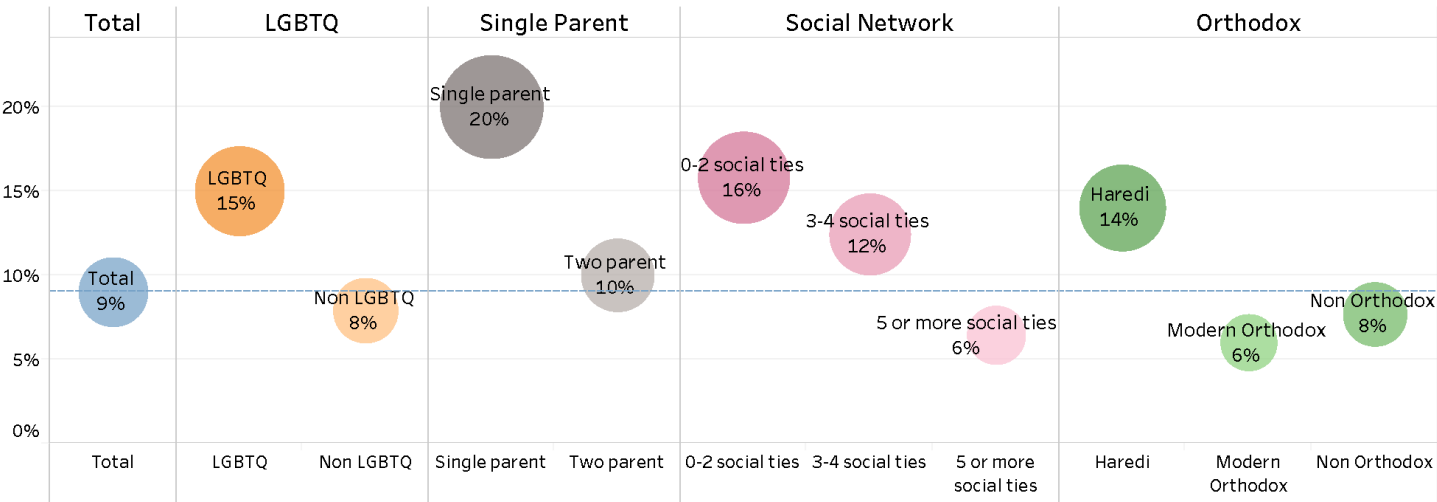 Total
LGBTQ
Single Parent
Social Network
Orthodox
20%
15%
10%
5%
0%
Total
9%
LGBTQ
15%
Non LGBTQ
8%
Single parent
20%
Two parent
10%
0-2 social ties
16%
3-4 social ties
12%
5 or more social ties
6%
Haredi
14%
Modern Orthodox
6%
Non Orthodox
8%
Total
LGBTQ
Non LGBTQ
Single parent
Two parent
0-2 social ties
3-4 social ties
5 or more
social ties
Haredi
Modern
Orthodox
Non Orthodox